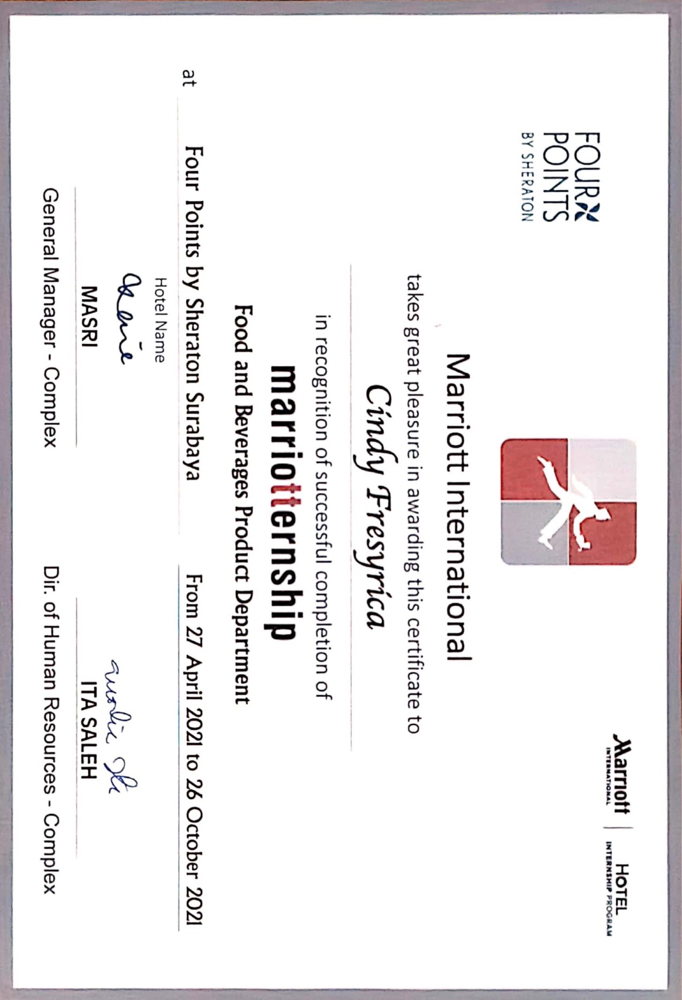 FOUR
POINTS
BY SHERATON
Marriott
INTERNATIONAL
HOTEL
INTERNSHIP PROGRAM
Marriott International
takes great pleasure in awarding this certificate to
Cindy Fresyrica
in recognition of successful completion of
marriotternship
Food and Beverages Product Department
at Four Points by Sheraton Surabaya From 27 April 2021 to 26 October 2021
Hotel Name
MASRI
ITA SALEH
General Manager - Complex
Dir. of Human Resources - Complex